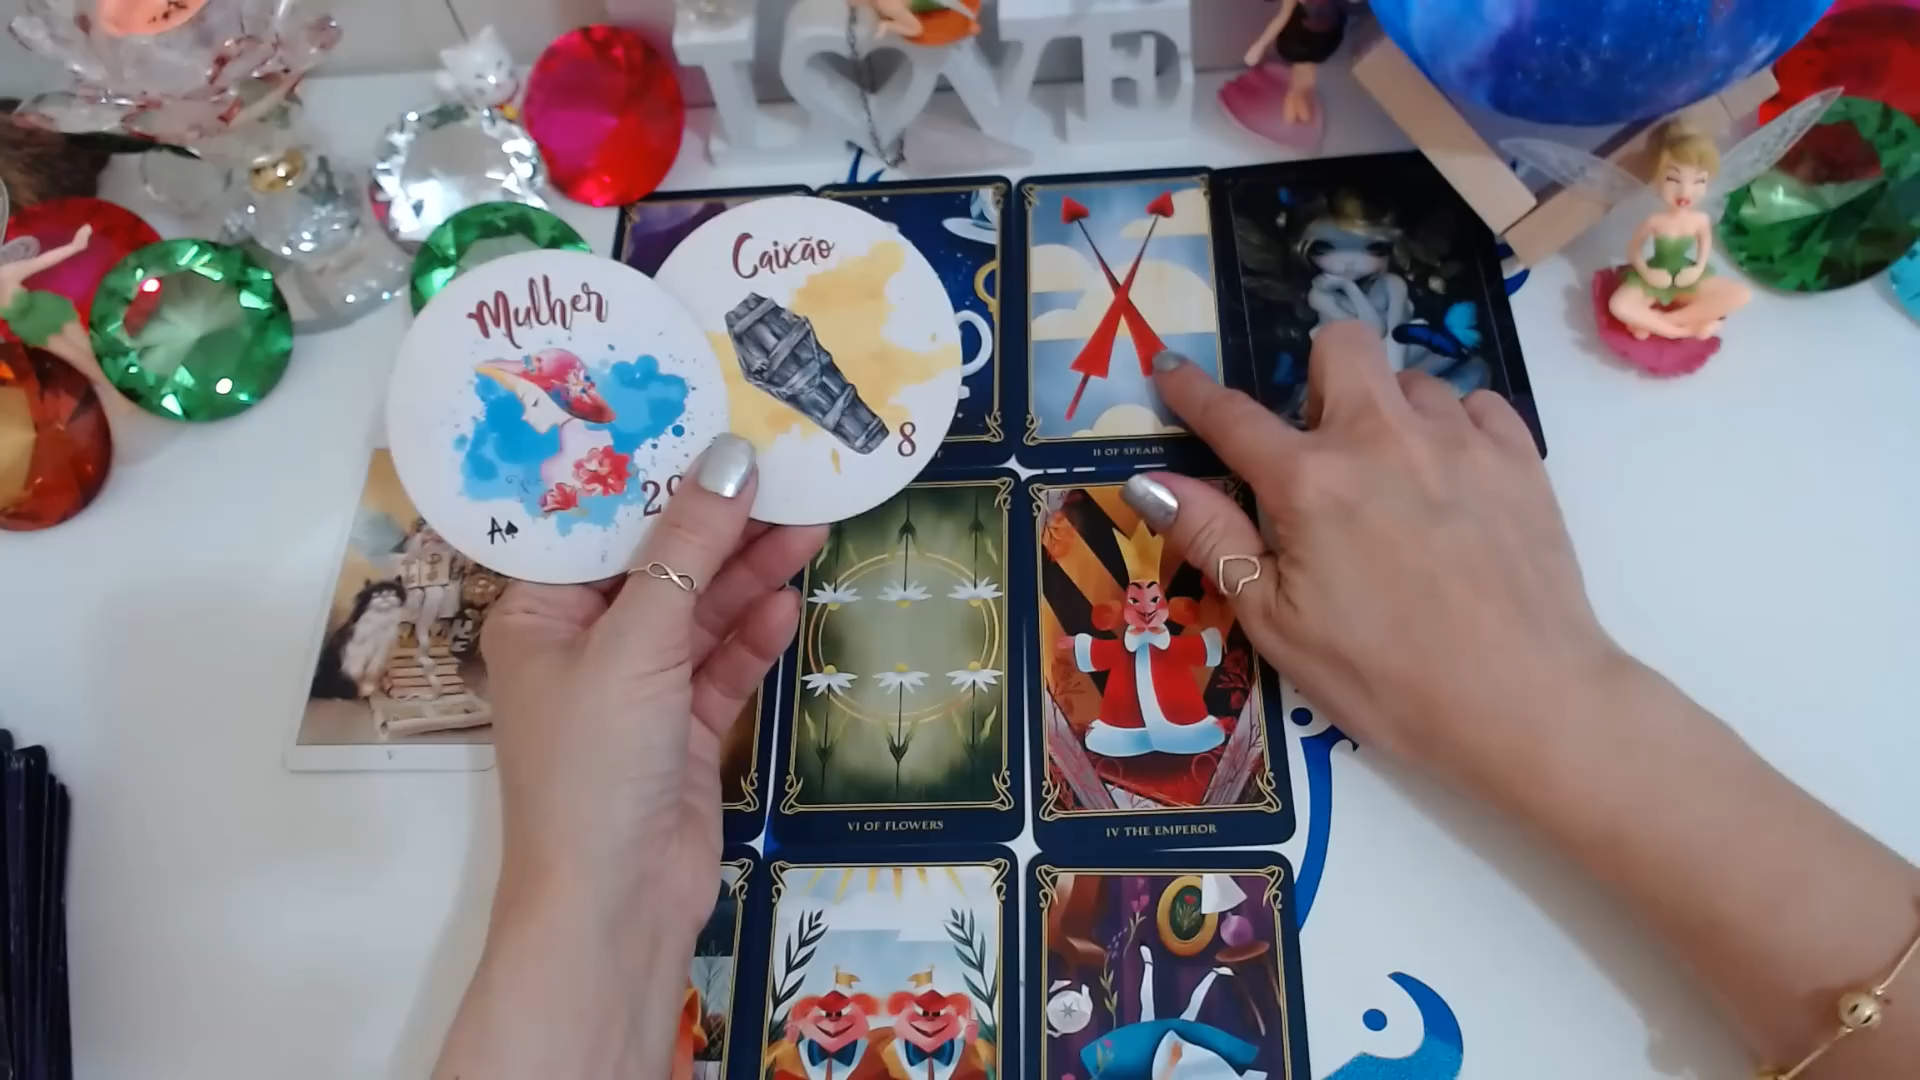 LOVE
Caixão
8
Mulher
A♠
II OF SPEARS
VI OF FLOWERS
IV THE EMPEROR